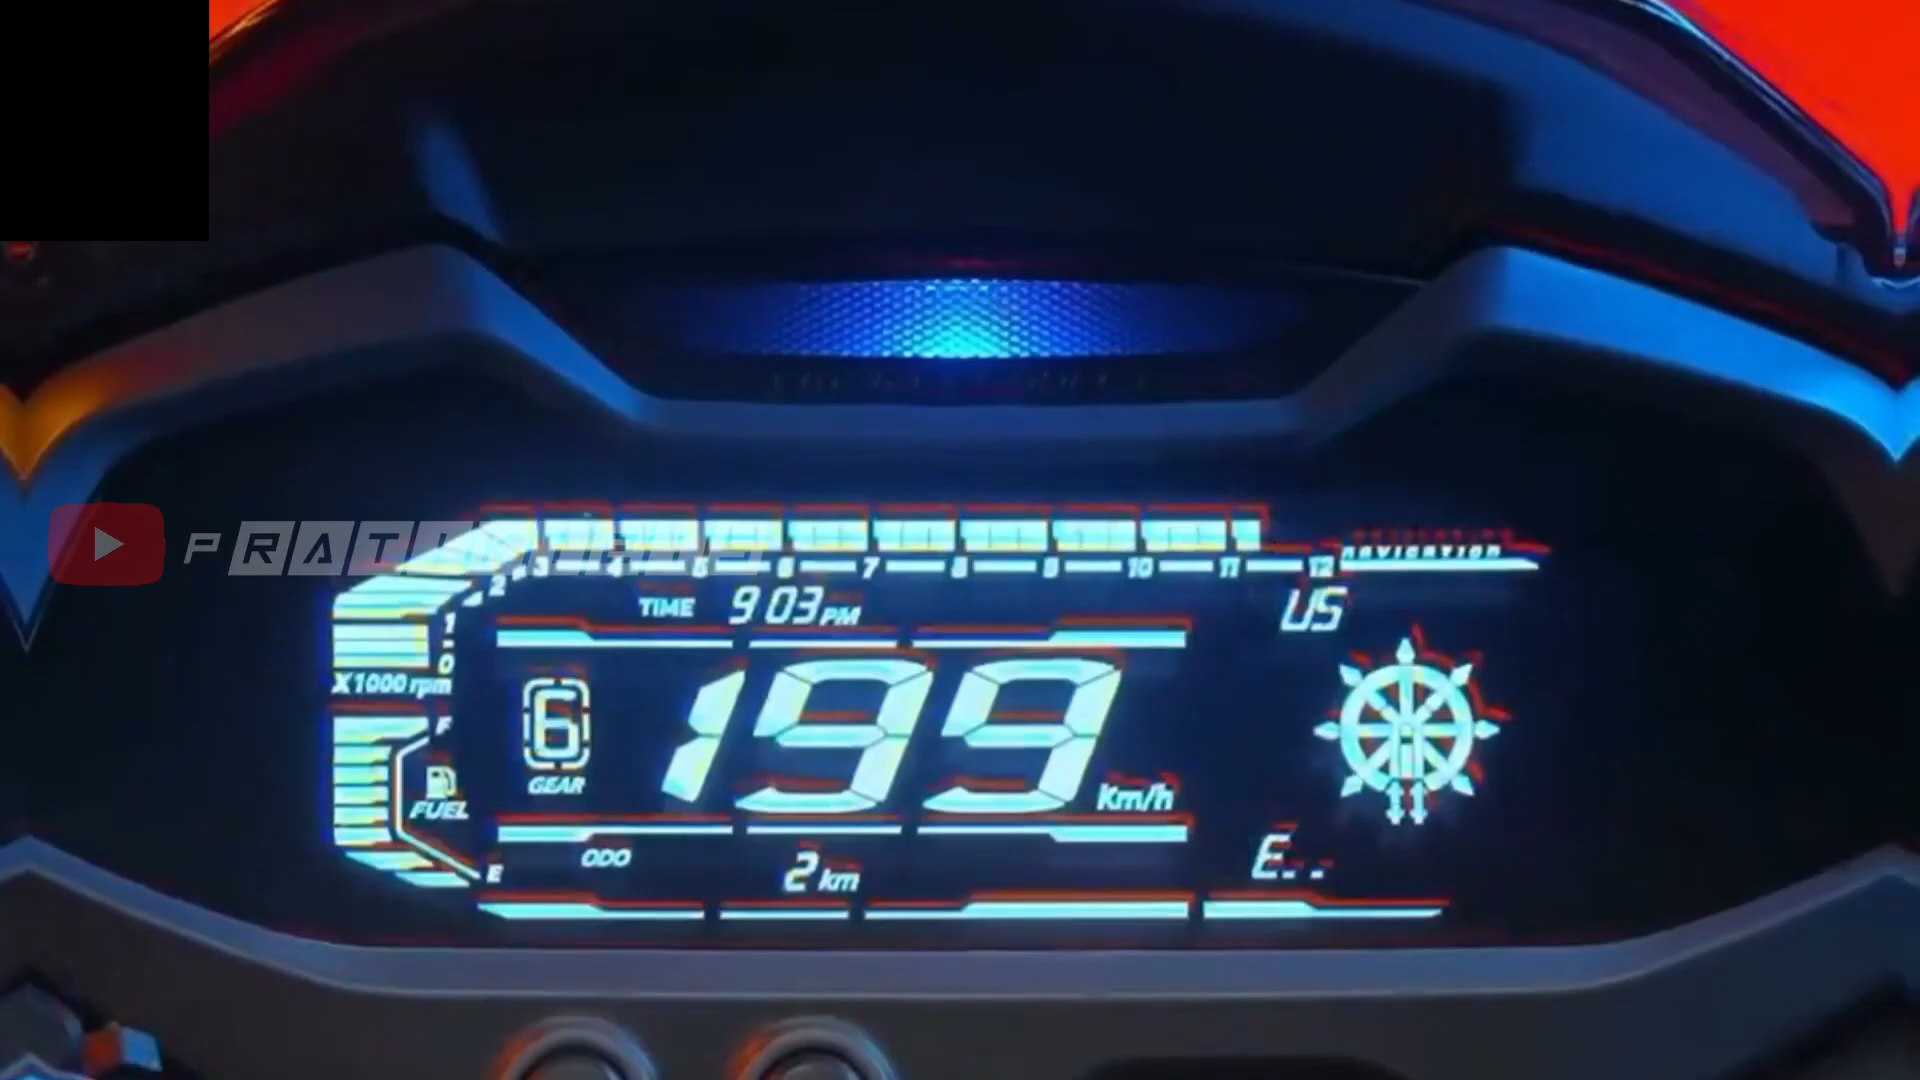 NAVIGATION
3 4 5 6 7 8 9 10 11 12
2
1
0
X1000 rpm
TIME 9 03 PM
US
F
6
GEAR
199
Km/h
FUEL
E
ODO
2 km
E..